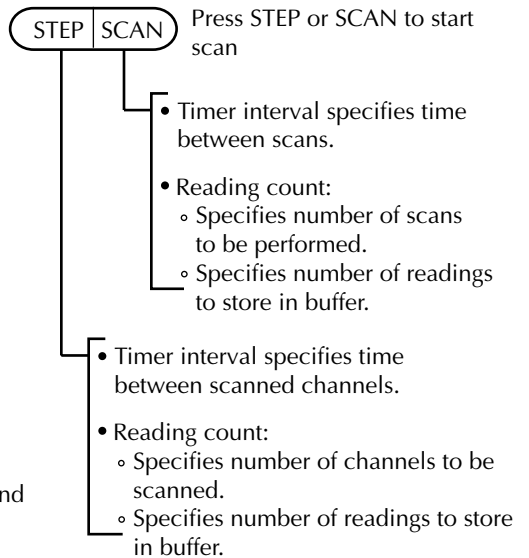 STEP SCAN
Press STEP or SCAN to start
scan
• Timer interval specifies time
between scans.
• Reading count:
∘ Specifies number of scans
to be performed.
∘ Specifies number of readings
to store in buffer.
• Timer interval specifies time
between scanned channels.
• Reading count:
∘ Specifies number of channels to be
scanned.
∘ Specifies number of readings to store
in buffer.